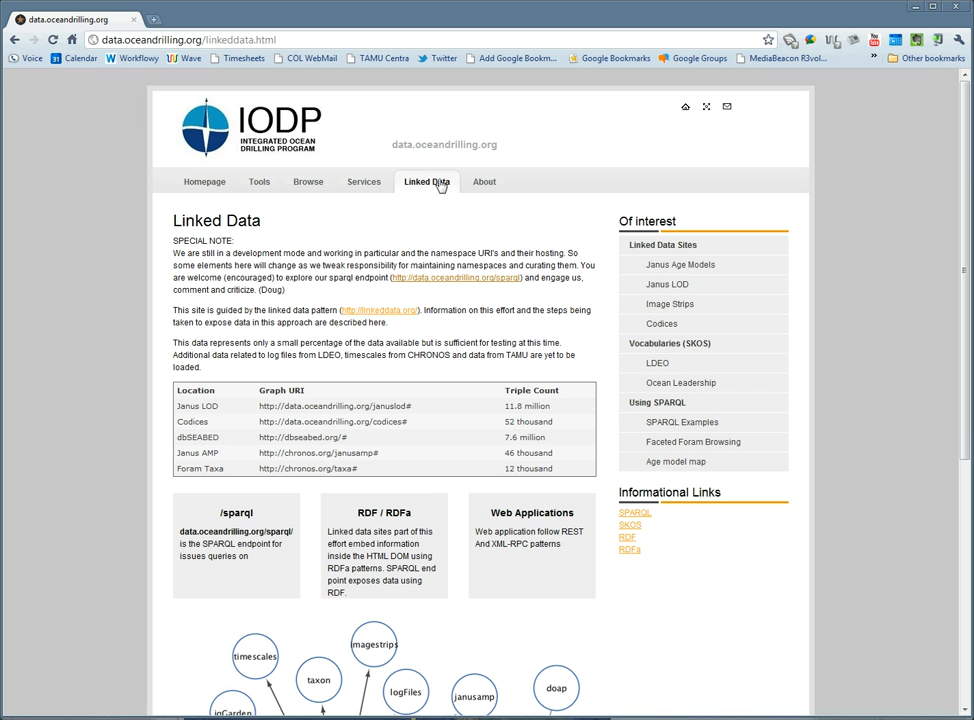 data.oceandrilling.org
data.oceandrilling.org/linkeddata.html
Voice
31 Calendar
Workflowy
Wave
Timesheets
COL WebMail
TAMU Centra
Twitter
Add Google Bookm...
Google Bookmarks
Google Groups
MediaBeacon R3vol...
»
Other bookmarks
IODP
INTEGRATED OCEAN
DRILLING PROGRAM
data.oceandrilling.org
Homepage
Tools
Browse
Services
Linked Data
About
Linked Data
SPECIAL NOTE:
We are still in a development mode and working in particular and the namespace URI's and their hosting. So
some elements here will change as we tweak responsibility for maintaining namespaces and curating them. You
are welcome (encouraged) to explore our sparql endpoint (http://data.oceandrilling.org/sparql) and engage us,
comment and criticize. (Doug)
This site is guided by the linked data pattern (http://linkeddata.org/). Information on this effort and the steps being
taken to expose data in this approach are described here.
This data represents only a small percentage of the data available but is sufficient for testing at this time.
Additional data related to log files from LDEO, timescales from CHRONOS and data from TAMU are yet to be
loaded.
Location Graph URI Triple Count
Janus LOD http://data.oceandrilling.org/januslod# 11.8 million
Codices http://data.oceandrilling.org/codices# 52 thousand
dbSEABED http://dbseabed.org/# 7.6 million
Janus AMP http://chronos.org/janusamp# 46 thousand
Foram Taxa http://chronos.org/taxa# 12 thousand
/sparql
data.oceandrilling.org/sparql/
is the SPARQL endpoint for
issues queries on
RDF / RDFa
Linked data sites part of this
effort embed information
inside the HTML DOM using
RDFa patterns. SPARQL end
point exposes data using
RDF.
Web Applications
Web application follow REST
And XML-RPC patterns
timescales
taxon
imagestrips
logFiles
janusamp
doap
Of interest
Linked Data Sites
Janus Age Models
Janus LOD
Image Strips
Codices
Vocabularies (SKOS)
LDEO
Ocean Leadership
Using SPARQL
SPARQL Examples
Faceted Foram Browsing
Age model map
Informational Links
SPARQL
SKOS
RDF
RDFa